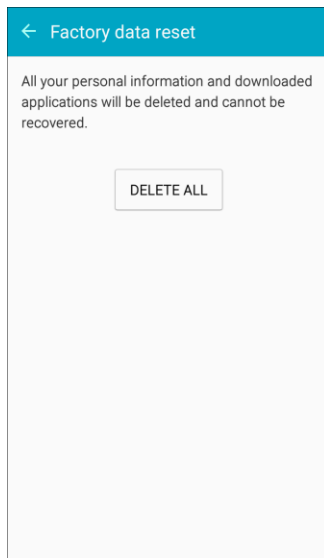 Factory data reset
All your personal information and downloaded
applications will be deleted and cannot be
recovered.
DELETE ALL